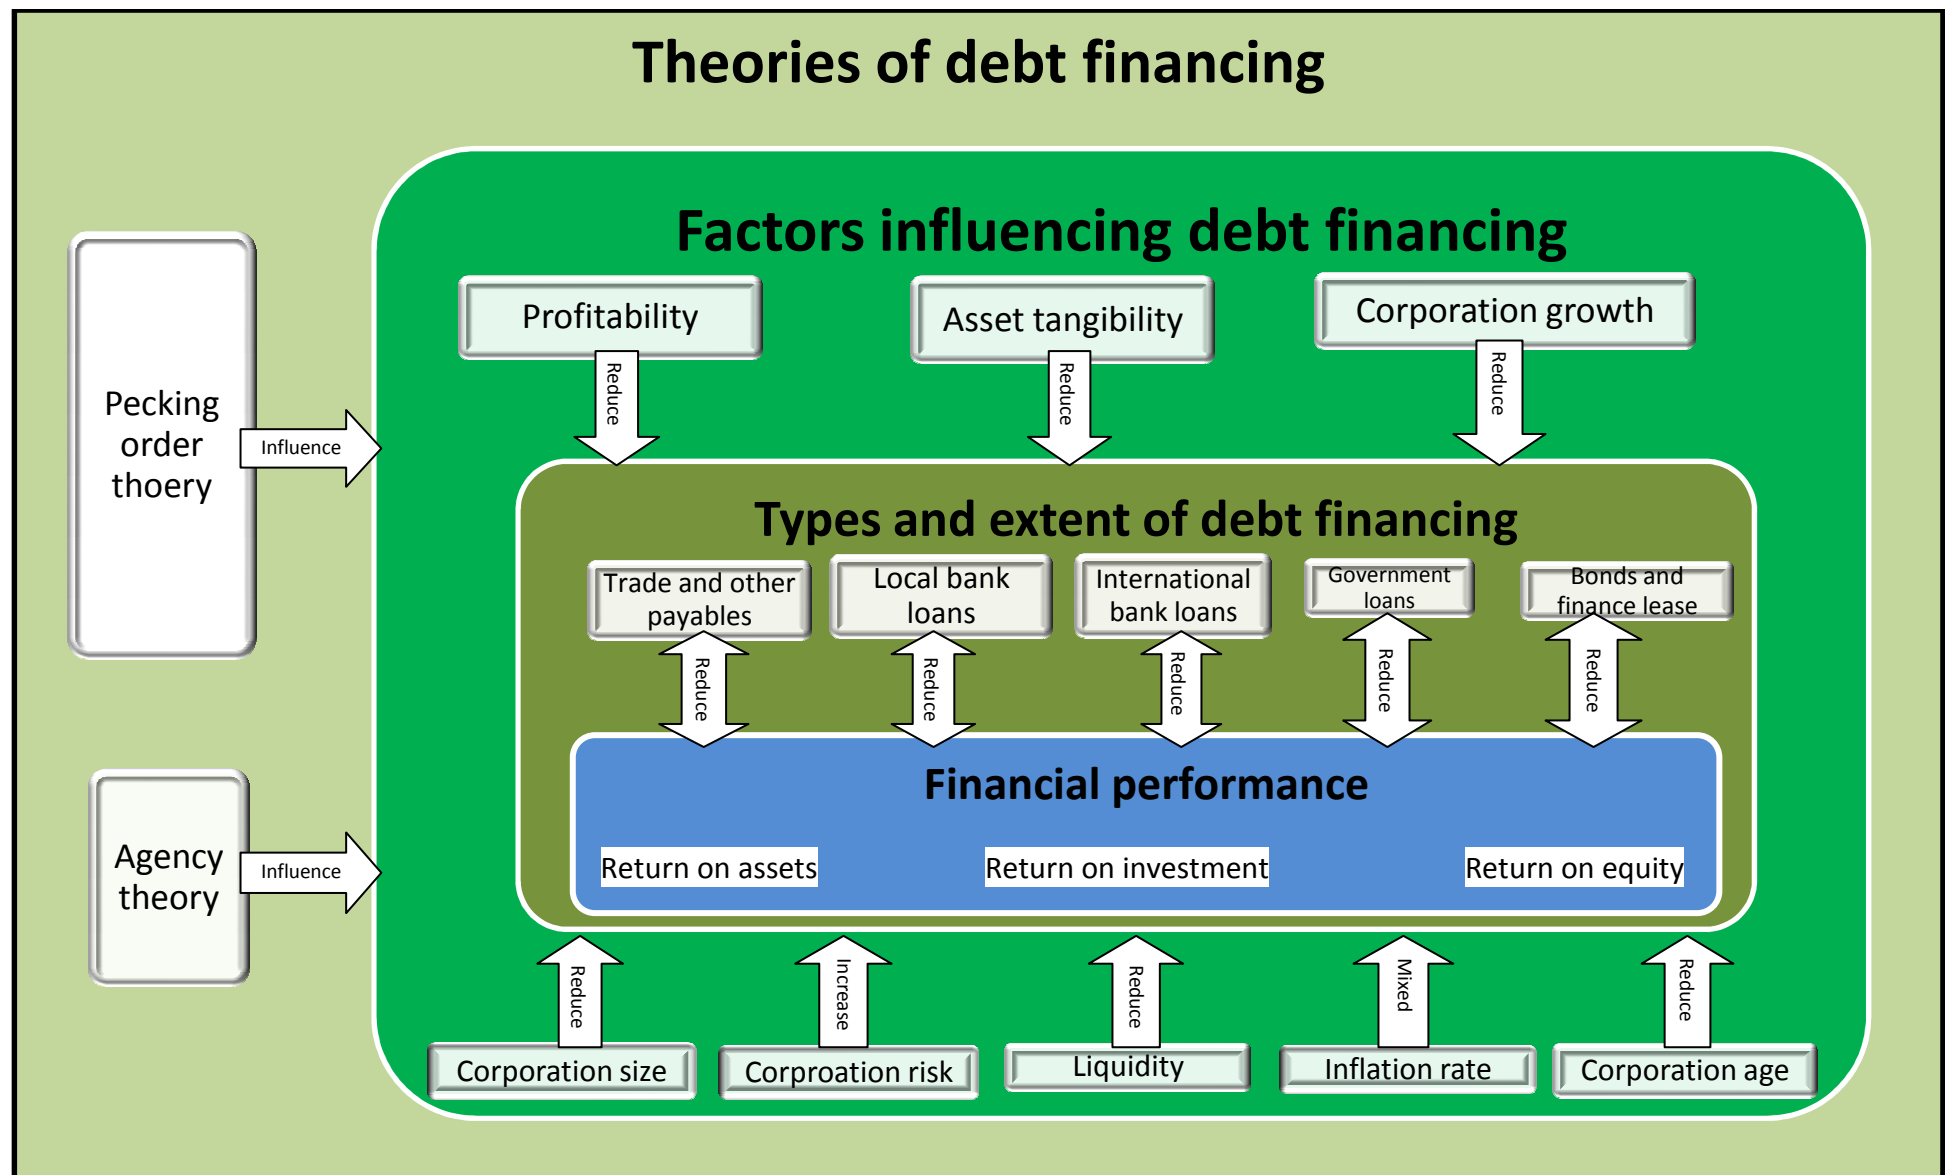 Theories of debt financing
Factors influencing debt financing
Profitability
Asset tangibility
Corporation growth
Reduce
Reduce
Reduce
Pecking
order
thoery
Influence
Types and extent of debt financing
Trade and other
payables
Local bank
loans
International
bank loans
Government
loans
Bonds and
finance lease
Reduce
Reduce
Reduce
Reduce
Reduce
Financial performance
Return on assets
Return on investment
Return on equity
Agency
theory
Influence
Reduce
Increase
Reduce
Mixed
Reduce
Corporation size
Corproation risk
Liquidity
Inflation rate
Corporation age